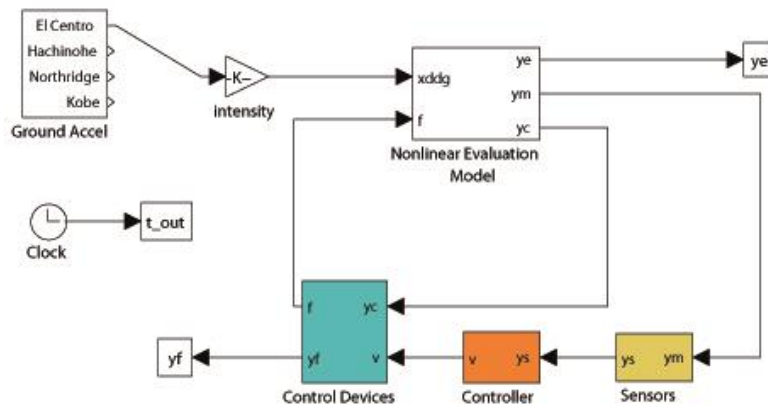 El Centro
Hachinohe
Northridge
Kobe
Ground Accel
-K-
intensity
xddg
f
ye
ym
yc
Nonlinear Evaluation
Model
ye
Clock
t_out
f
yc
yf
v
Control Devices
yf
v
ys
Controller
ys
ym
Sensors